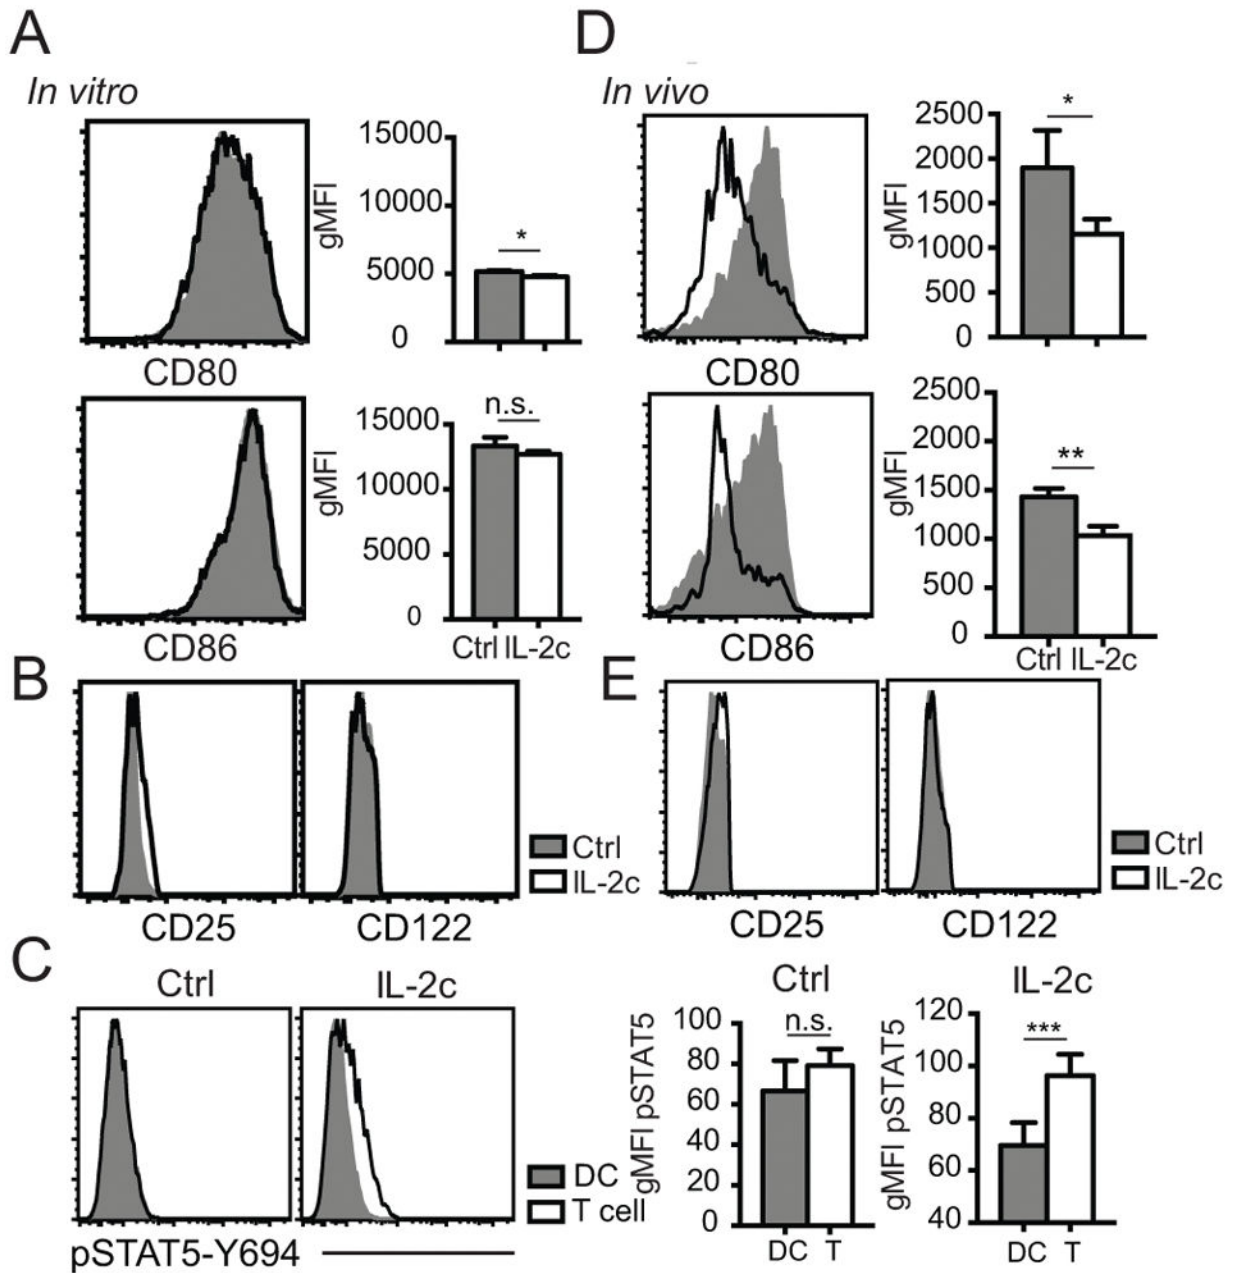 A
In vitro
gMFI
15000
10000
5000
0
*
CD80
gMFI
15000
10000
5000
0
n.s.
CD86
Ctrl IL-2c
D
In vivo
gMFI
2500
2000
1500
1000
500
0
*
CD80
gMFI
2500
2000
1500
1000
500
0
**
CD86
Ctrl IL-2c
B
CD25
CD122
Ctrl
IL-2c
E
CD25
CD122
Ctrl
IL-2c
C
Ctrl
IL-2c
DC
T cell
pSTAT5-Y694
Ctrl
gMFI pSTAT5
100
80
60
40
20
0
n.s.
DC T
IL-2c
gMFI pSTAT5
120
100
80
60
40
***
DC T